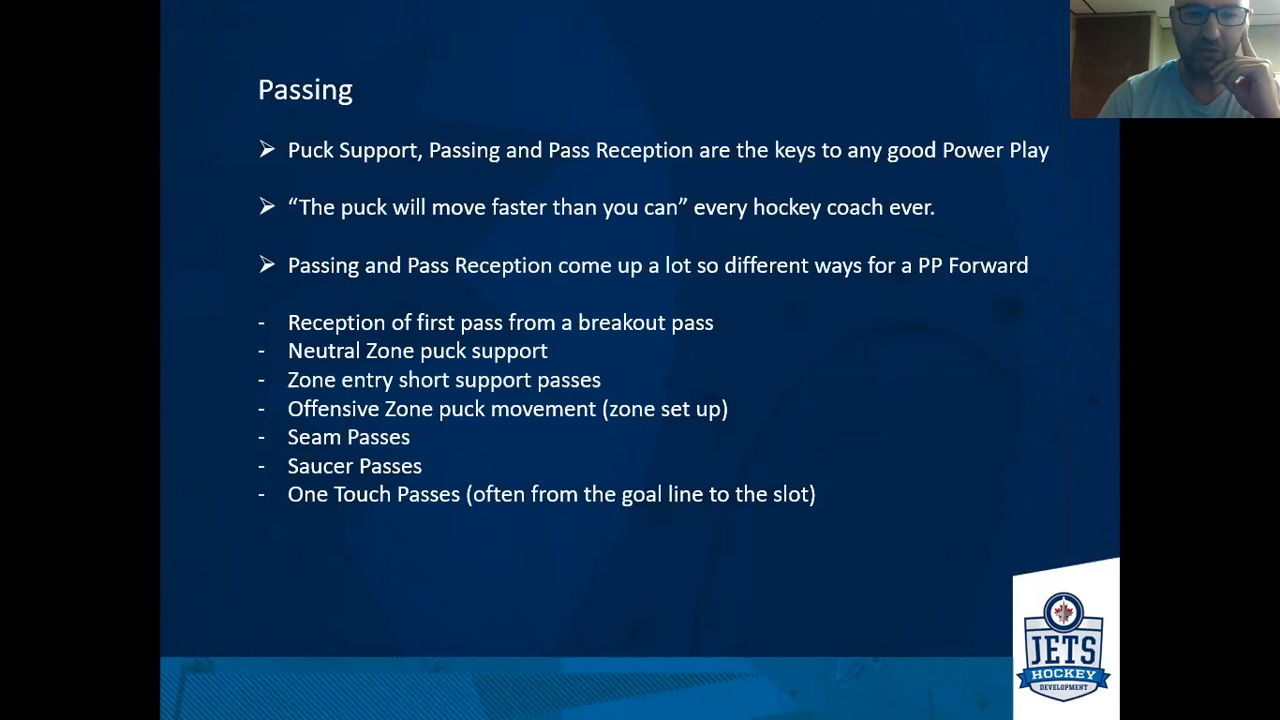 Passing
➢ Puck Support, Passing and Pass Reception are the keys to any good Power Play
➢ “The puck will move faster than you can” every hockey coach ever.
➢ Passing and Pass Reception come up a lot so different ways for a PP Forward
- Reception of first pass from a breakout pass
- Neutral Zone puck support
- Zone entry short support passes
- Offensive Zone puck movement (zone set up)
- Seam Passes
- Saucer Passes
- One Touch Passes (often from the goal line to the slot)
JETS
HOCKEY
DEVELOPMENT